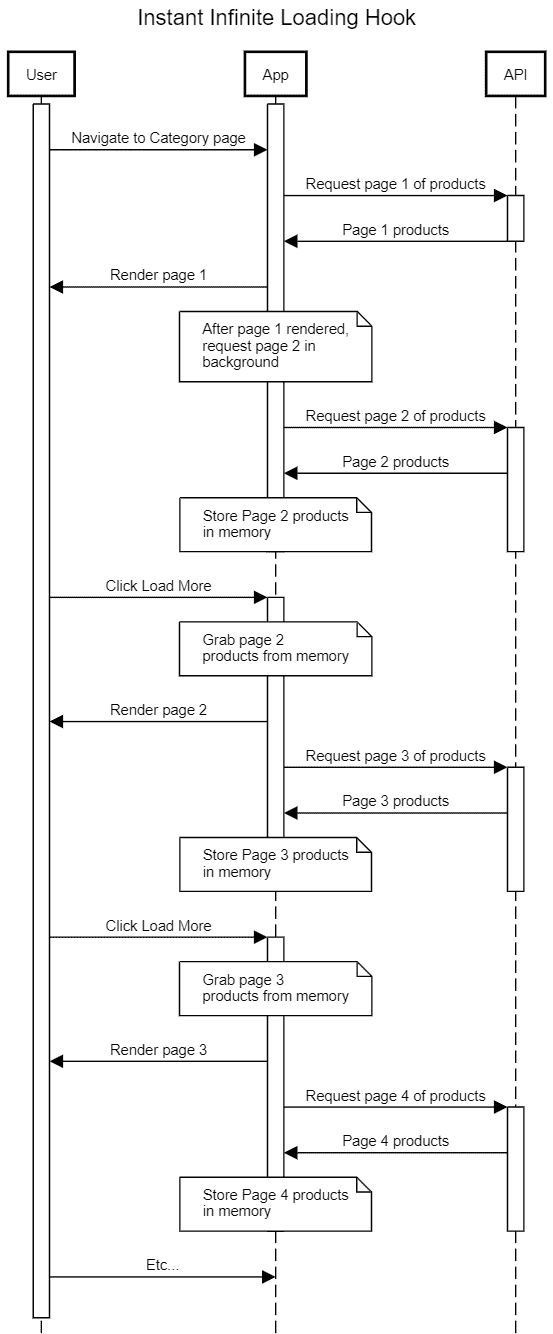 Instant Infinite Loading Hook
User
App
API
Navigate to Category page
Request page 1 of products
Page 1 products
Render page 1
After page 1 rendered,
request page 2 in
background
Request page 2 of products
Page 2 products
Store Page 2 products
in memory
Click Load More
Grab page 2
products from memory
Render page 2
Request page 3 of products
Page 3 products
Store Page 3 products
in memory
Click Load More
Grab page 3
products from memory
Render page 3
Request page 4 of products
Page 4 products
Store Page 4 products
in memory
Etc...